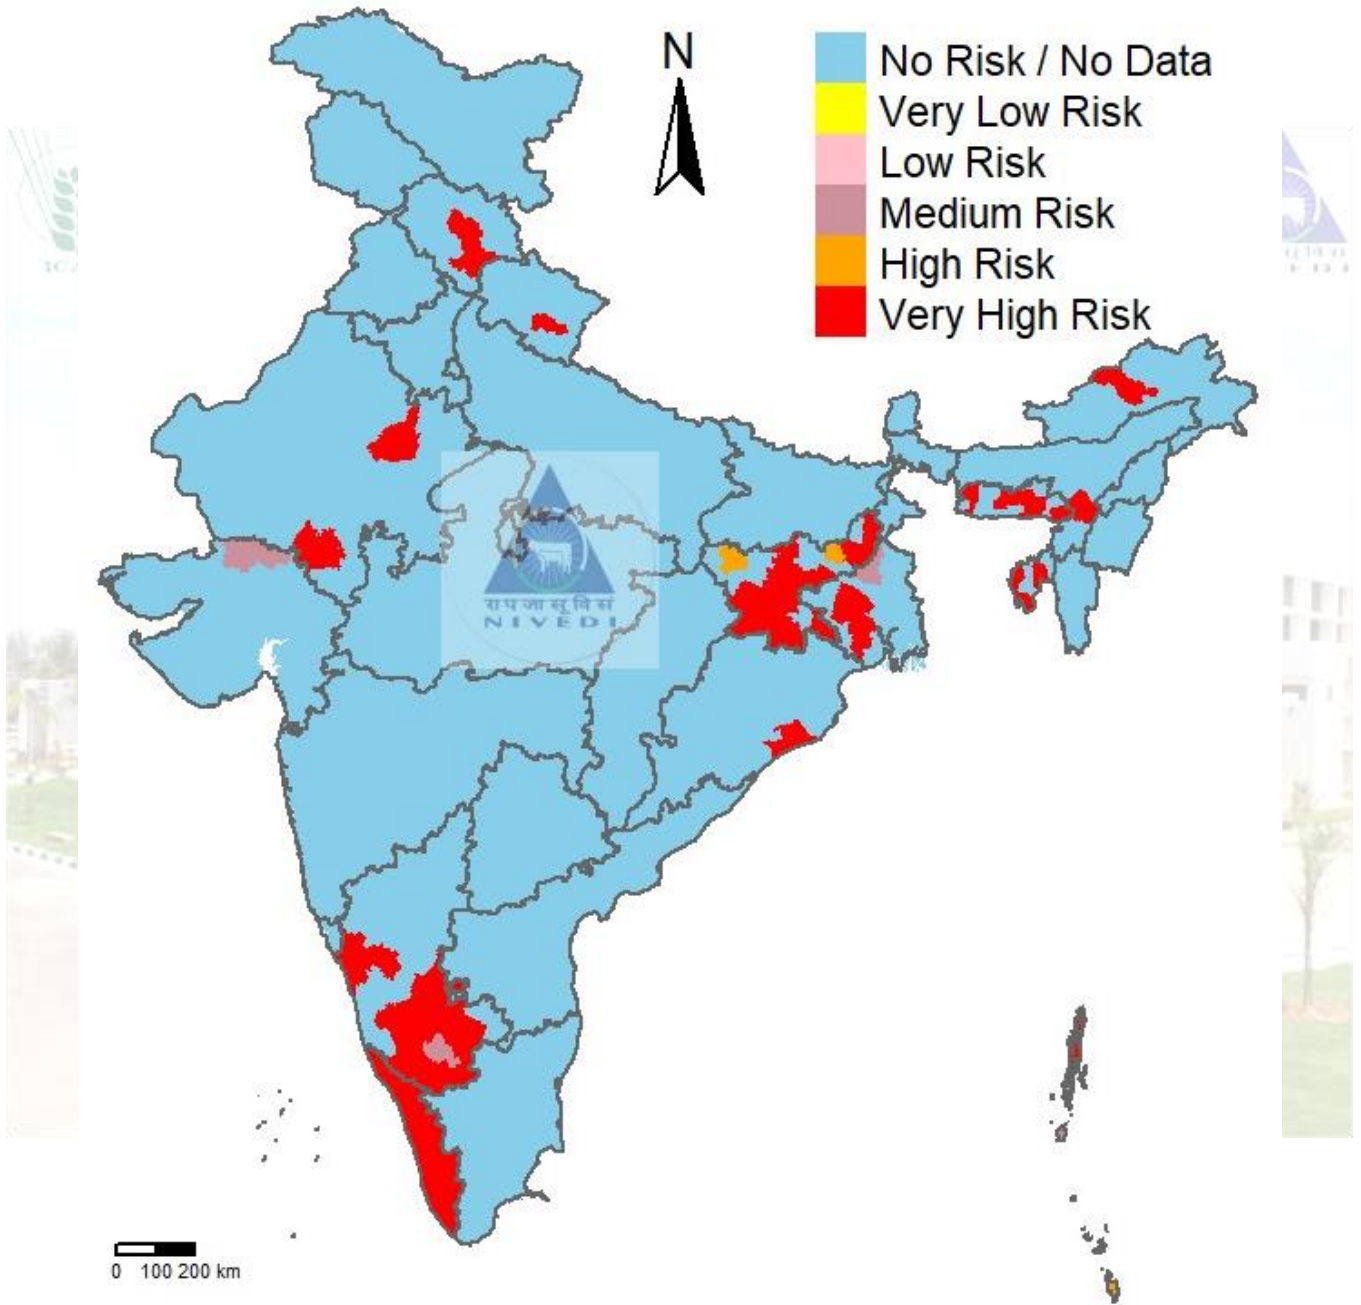 N
No Risk / No Data
Very Low Risk
Low Risk
Medium Risk
High Risk
Very High Risk
रा प जा सू वि सं
NIVEDI
0 100 200 km